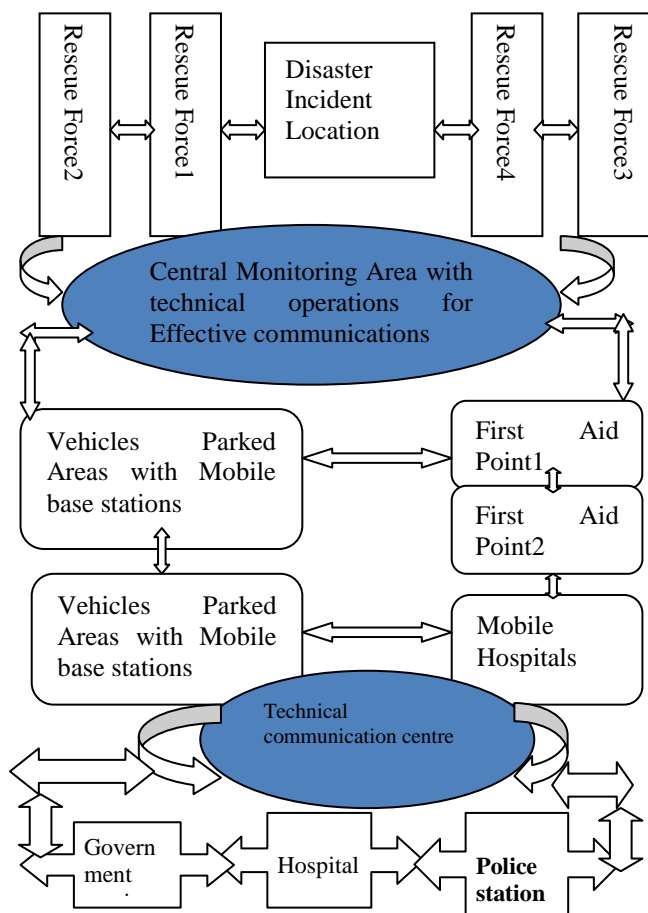 Rescue Force2
Rescue Force1
Disaster
Incident
Location
Rescue Force4
Rescue Force3
Central Monitoring Area with
technical operations for
Effective communications
Vehicles Parked
Areas with Mobile
base stations
First Aid
Point1
First Aid
Point2
Vehicles Parked
Areas with Mobile
base stations
Mobile
Hospitals
Technical
communication centre
Govern
ment
Hospital
Police
station